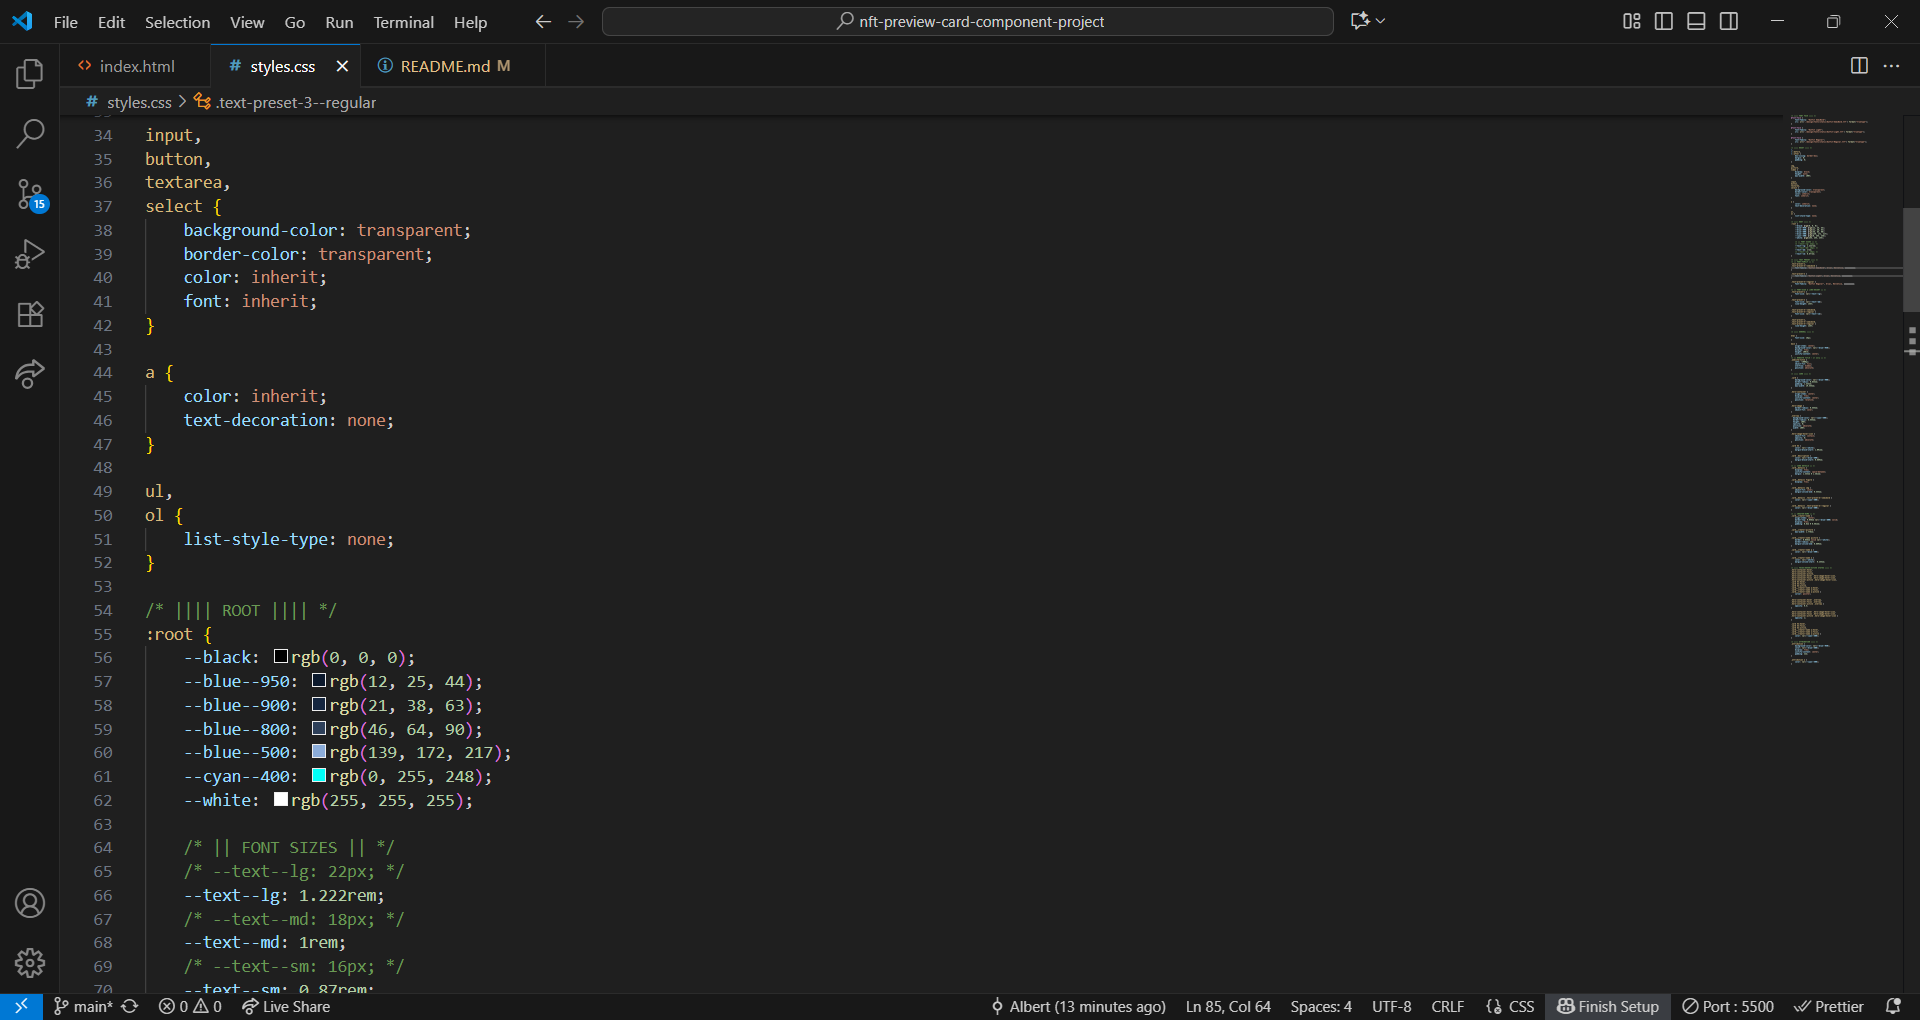 File Edit Selection View Go Run Terminal Help
nft-preview-card-component-project
index.html
# styles.css
README.md M
# styles.css > .text-preset-3--regular
15
34 input,
35 button,
36 textarea,
37 select {
38 background-color: transparent;
39 border-color: transparent;
40 color: inherit;
41 font: inherit;
42 }
43
44 a {
45 color: inherit;
46 text-decoration: none;
47 }
48
49 ul,
50 ol {
51 list-style-type: none;
52 }
53
54 /* |||| ROOT |||| */
55 :root {
56 --black: rgb(0, 0, 0);
57 --blue--950: rgb(12, 25, 44);
58 --blue--900: rgb(21, 38, 63);
59 --blue--800: rgb(46, 64, 90);
60 --blue--500: rgb(139, 172, 217);
61 --cyan--400: rgb(0, 255, 248);
62 --white: rgb(255, 255, 255);
63
64 /* || FONT SIZES || */
65 /* --text--lg: 22px; */
66 --text--lg: 1.222rem;
67 /* --text--md: 18px; */
68 --text--md: 1rem;
69 /* --text--sm: 16px; */
70 --text--sm: 0.87rem;
main* 0 0 Live Share
Albert (13 minutes ago) Ln 85, Col 64 Spaces: 4 UTF-8 CRLF {} CSS Finish Setup Port : 5500 Prettier